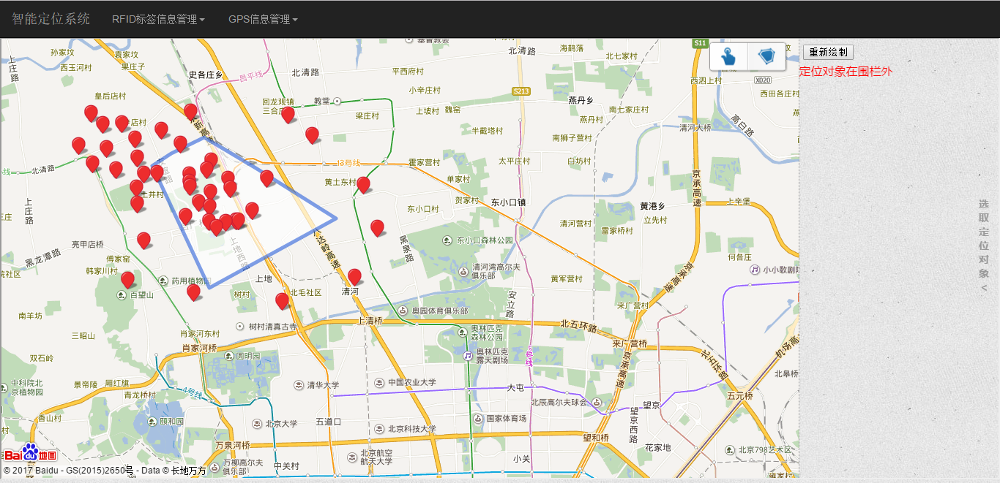 智能定位系统
RFID标签信息管理
GPS信息管理
重新绘制
定位对象在围栏外
选取定位对象<
孙家坟
袁家坟
果庄子
上庄路
西玉河村
史各庄乡
昌平线
北清路
平西府村
北清路
海鹊落
北七家村
S11
西泗上村
X020
西田各庄村
皇后店村
回龙观镇
教堂
小辛庄村
S213
燕丹乡
南七家庄村
梁庄村
上坡村
魏窑
燕丹村
清河大桥
高白路
半截塔村
南狮子营村
北清路
13号线
霍家营村
太平庄村
白坊村
黄土东村
单家村
京承高速
土井村
贺家村
东小口镇
黄港乡
上辛堡
上庄路
东小口村
清河营村
立先村
雷家桥村
亮甲店桥
达岭高速
黑泉路
东小口森林公园
黑龙潭路
傅家窑
韩家川村
上地西路
何各庄
清河湾高尔夫
俱乐部
京承高速
小小歌剧院
药用植物园
上地
黄军营村
百望山
树村
北毛社区
清河
安立路
来广营村
南羊坊
奥园体育俱乐部
树村清真古寺
上清桥
北五环路
三昭山
肖家河东村
奥林匹克
森林公园
肖家河桥
来广营桥
机场高
双石岭
圆明园
奥林匹克
露天剧场
5号线
京承高速
北五环路
北皋桥
中科院北
京植物园
景帝陵
厢红旗
清华大学
中国农业大学
大屯
青龙桥村
4号线
五元桥
北辰高尔夫球会
望京
香山村
颐和园
北京大学
五道口
北京科技大学
国家体育场
望京西路
万泉河桥
望和桥
花家地
北京798艺术区
Bai du 地图
万柳高尔夫
俱乐部
中关村
北京航空
航天大学
小关
© 2017 Baidu - GS(2015)2650号 - Data © 长地万方